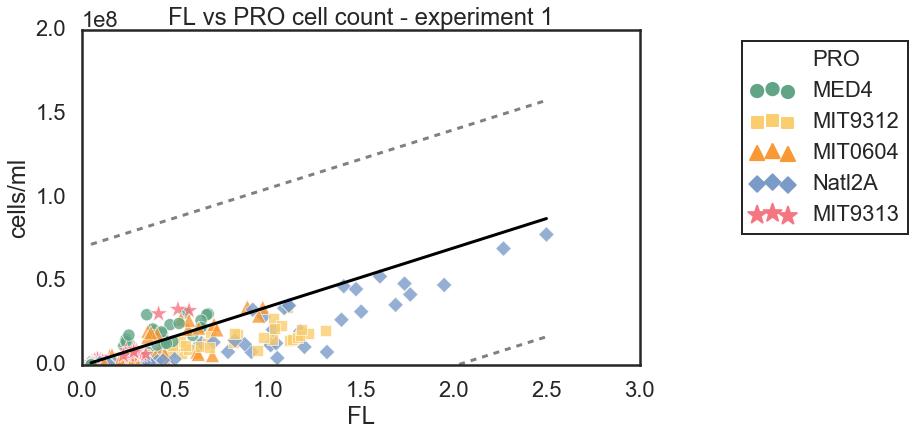 FL vs PRO cell count - experiment 1
1e8
2.0
1.5
1.0
0.5
0.0
cells/ml
0.0 0.5 1.0 1.5 2.0 2.5 3.0
FL
PRO
MED4
MIT9312
MIT0604
Natl2A
MIT9313